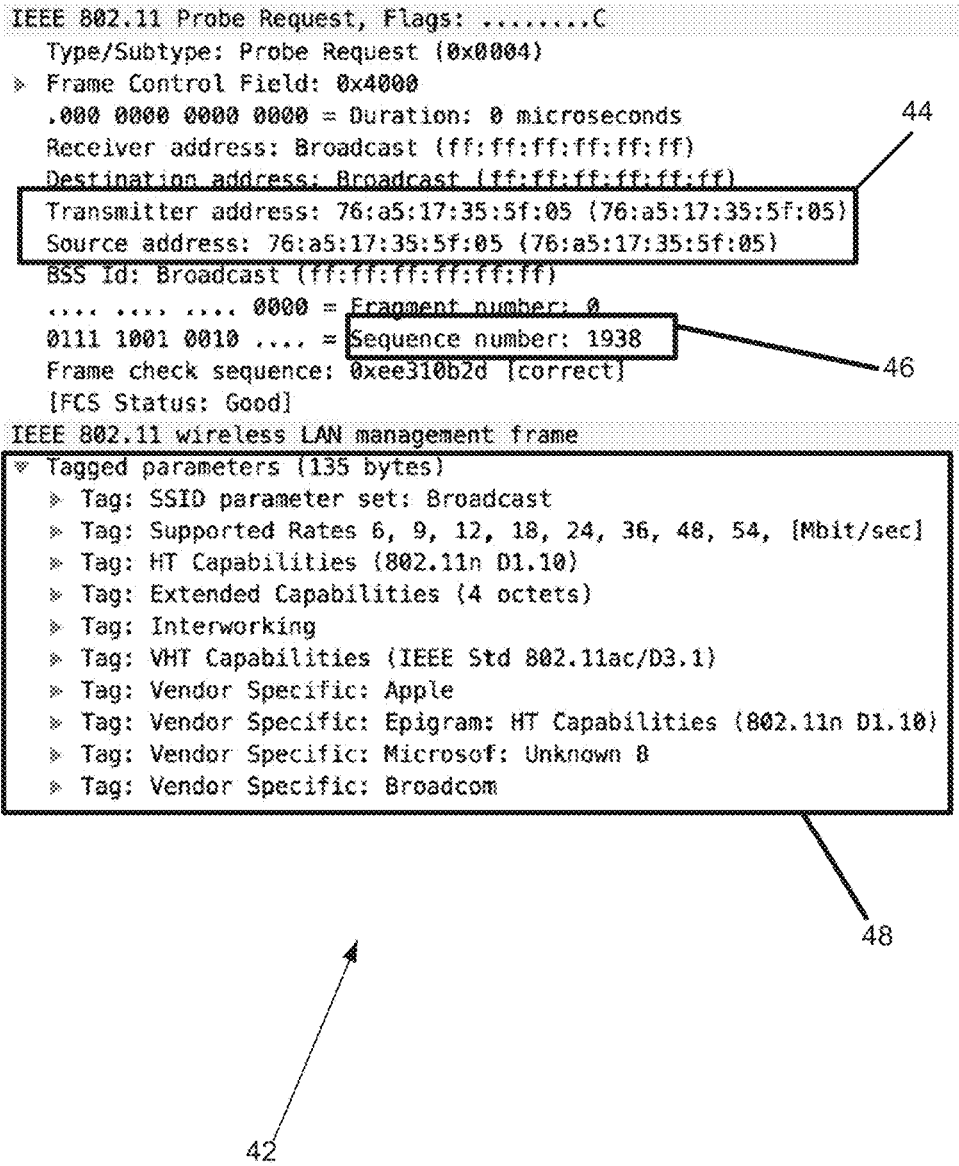 IEEE 802.11 Probe Request, Flags: ........C
Type/Subtype: Probe Request (0x0004)
Frame Control Field: 0x4000
.000 0000 0000 0000 = Duration: 0 microseconds
44
Receiver address: Broadcast (ff:ff:ff:ff:ff:ff)
Destination address: Broadcast (ff:ff:ff:ff:ff:ff)
Transmitter address: 76:a5:17:35:5f:05 (76:a5:17:35:5f:05)
Source address: 76:a5:17:35:5f:05 (76:a5:17:35:5f:05)
BSS Id: Broadcast (ff:ff:ff:ff:ff:ff)
.... .... .... 0000 = Fragment number: 0
0111 1001 0010 .... = Sequence number: 1938
46
Frame check sequence: 0xee310b2d [correct]
[FCS Status: Good]
IEEE 802.11 wireless LAN management frame
Tagged parameters (135 bytes)
Tag: SSID parameter set: Broadcast
Tag: Supported Rates 6, 9, 12, 18, 24, 36, 48, 54, [Mbit/sec]
Tag: HT Capabilities (802.11n D1.10)
Tag: Extended Capabilities (4 octets)
Tag: Interworking
Tag: VHT Capabilities (IEEE Std 802.11ac/D3.1)
Tag: Vendor Specific: Apple
Tag: Vendor Specific: Epigram: HT Capabilities (802.11n D1.10)
Tag: Vendor Specific: Microsof: Unknown 8
Tag: Vendor Specific: Broadcom
48
42